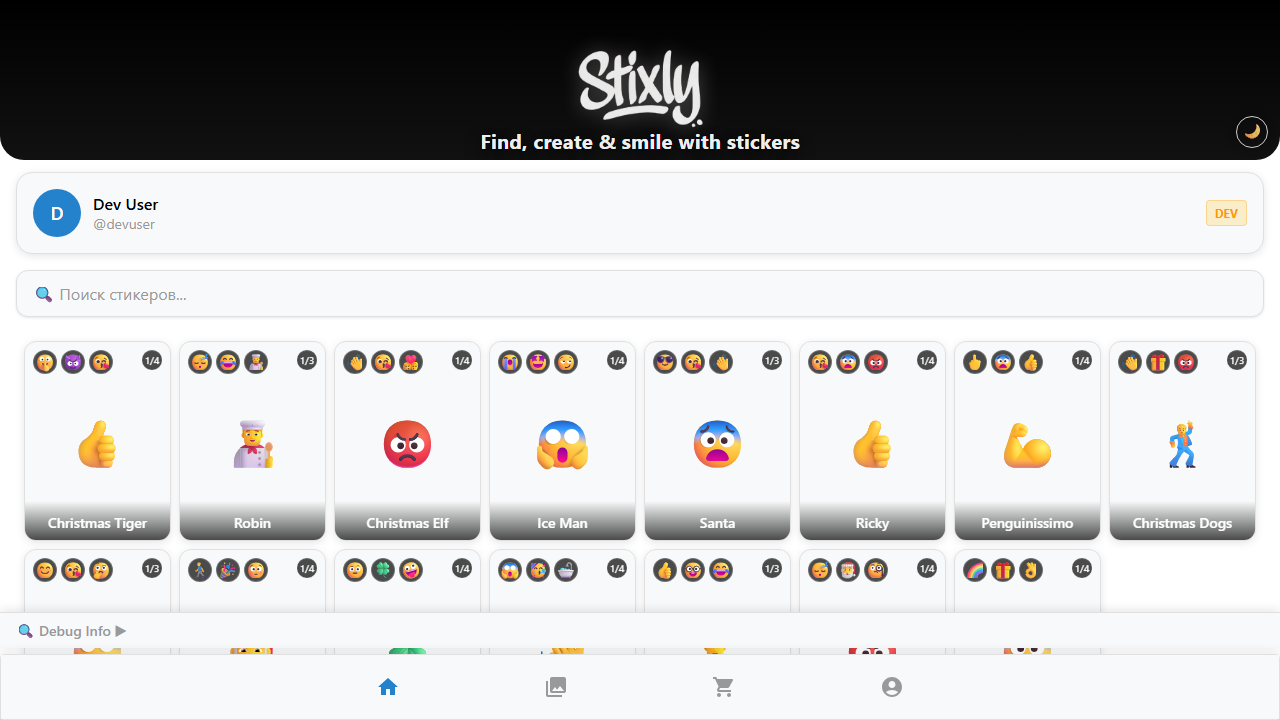 Stixly
Find, create & smile with stickers
D
Dev User
@devuser
DEV
Поиск стикеров...
1/4
1/3
1/4
1/4
1/3
1/4
1/4
1/3
Christmas Tiger
Robin
Christmas Elf
Ice Man
Santa
Ricky
Penguinissimo
Christmas Dogs
1/3
1/4
1/4
1/4
1/3
1/4
1/4
Debug Info ▶